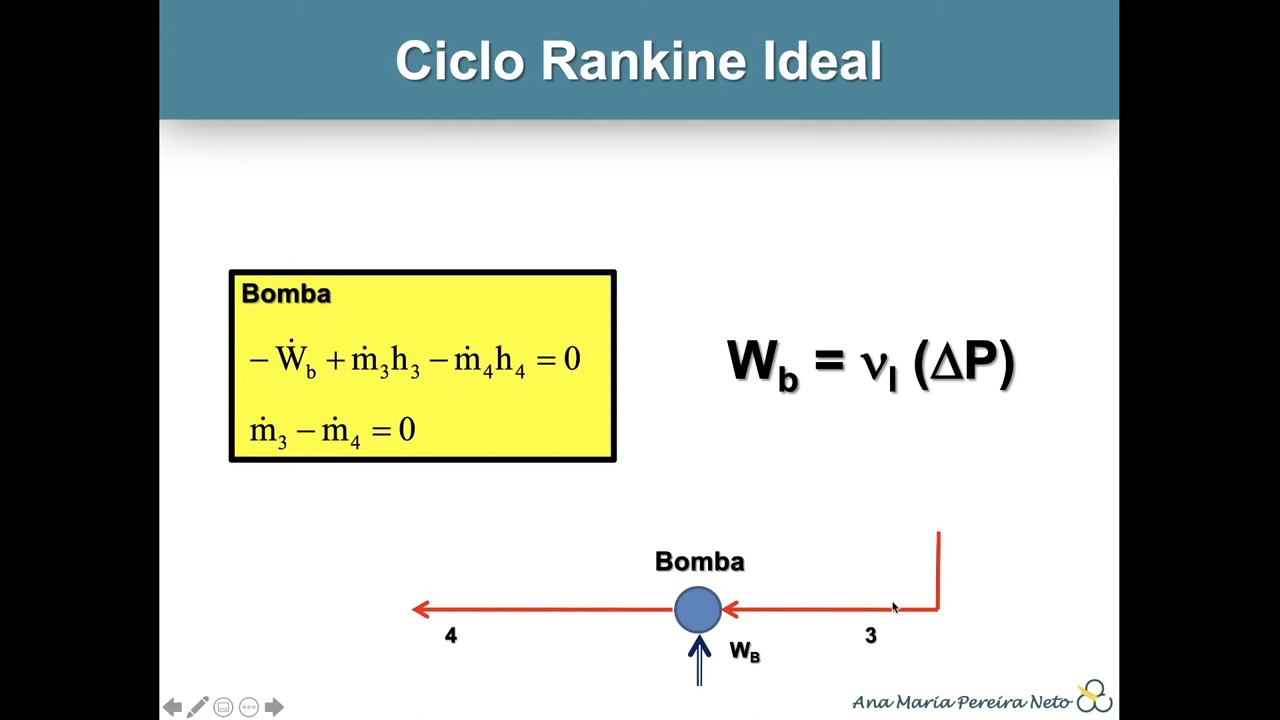 Ciclo Rankine Ideal
Bomba
− Ẇb + ṁ3h3 − ṁ4h4 = 0
ṁ3 − ṁ4 = 0
Wb = νl (ΔP)
Bomba
4
3
WB
Ana Maria Pereira Neto